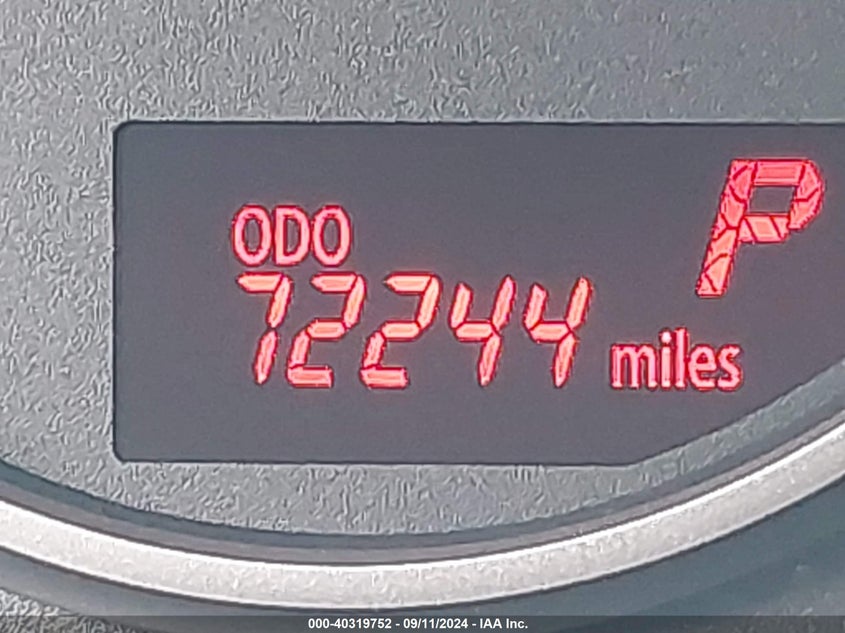 P
ODO
72244 miles
000-40319752 - 09/11/2024 - IAA Inc.